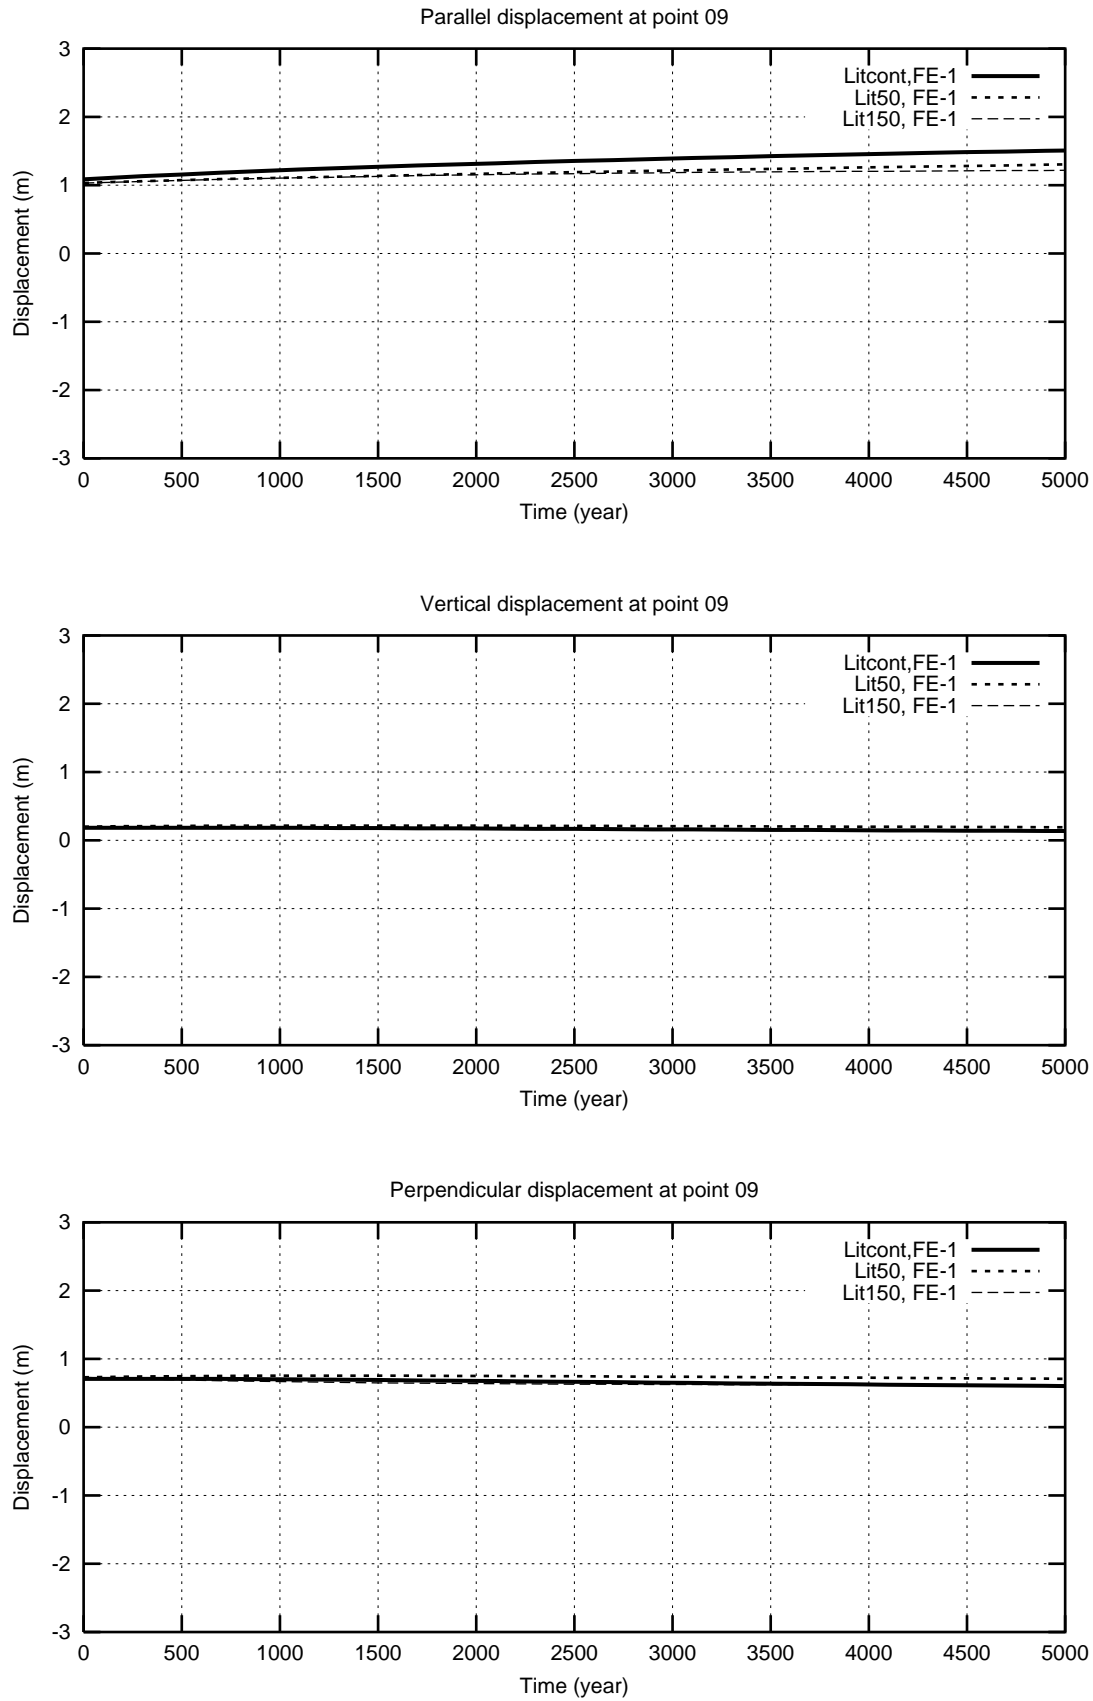 Parallel displacement at point 09
3
Litcont,FE-1
Lit50, FE-1
2
Lit150, FE-1
1
0
-1
-2
-3
Displacement (m)
0 500 1000 1500 2000 2500 3000 3500 4000 4500 5000
Time (year)
Vertical displacement at point 09
3
Litcont,FE-1
Lit50, FE-1
2
Lit150, FE-1
1
0
-1
-2
-3
Displacement (m)
0 500 1000 1500 2000 2500 3000 3500 4000 4500 5000
Time (year)
Perpendicular displacement at point 09
3
Litcont,FE-1
Lit50, FE-1
2
Lit150, FE-1
1
0
-1
-2
-3
Displacement (m)
0 500 1000 1500 2000 2500 3000 3500 4000 4500 5000
Time (year)